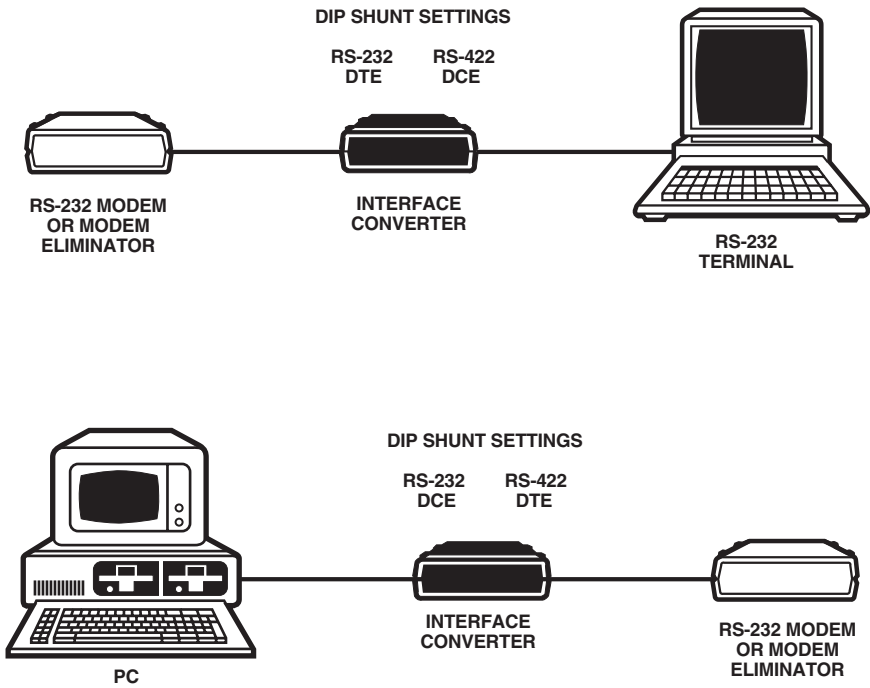 DIP SHUNT SETTINGS
RS-232 RS-422
DTE DCE
RS-232 MODEM
OR MODEM
ELIMINATOR
INTERFACE
CONVERTER
RS-232
TERMINAL
DIP SHUNT SETTINGS
RS-232 RS-422
DCE DTE
PC
INTERFACE
CONVERTER
RS-232 MODEM
OR MODEM
ELIMINATOR